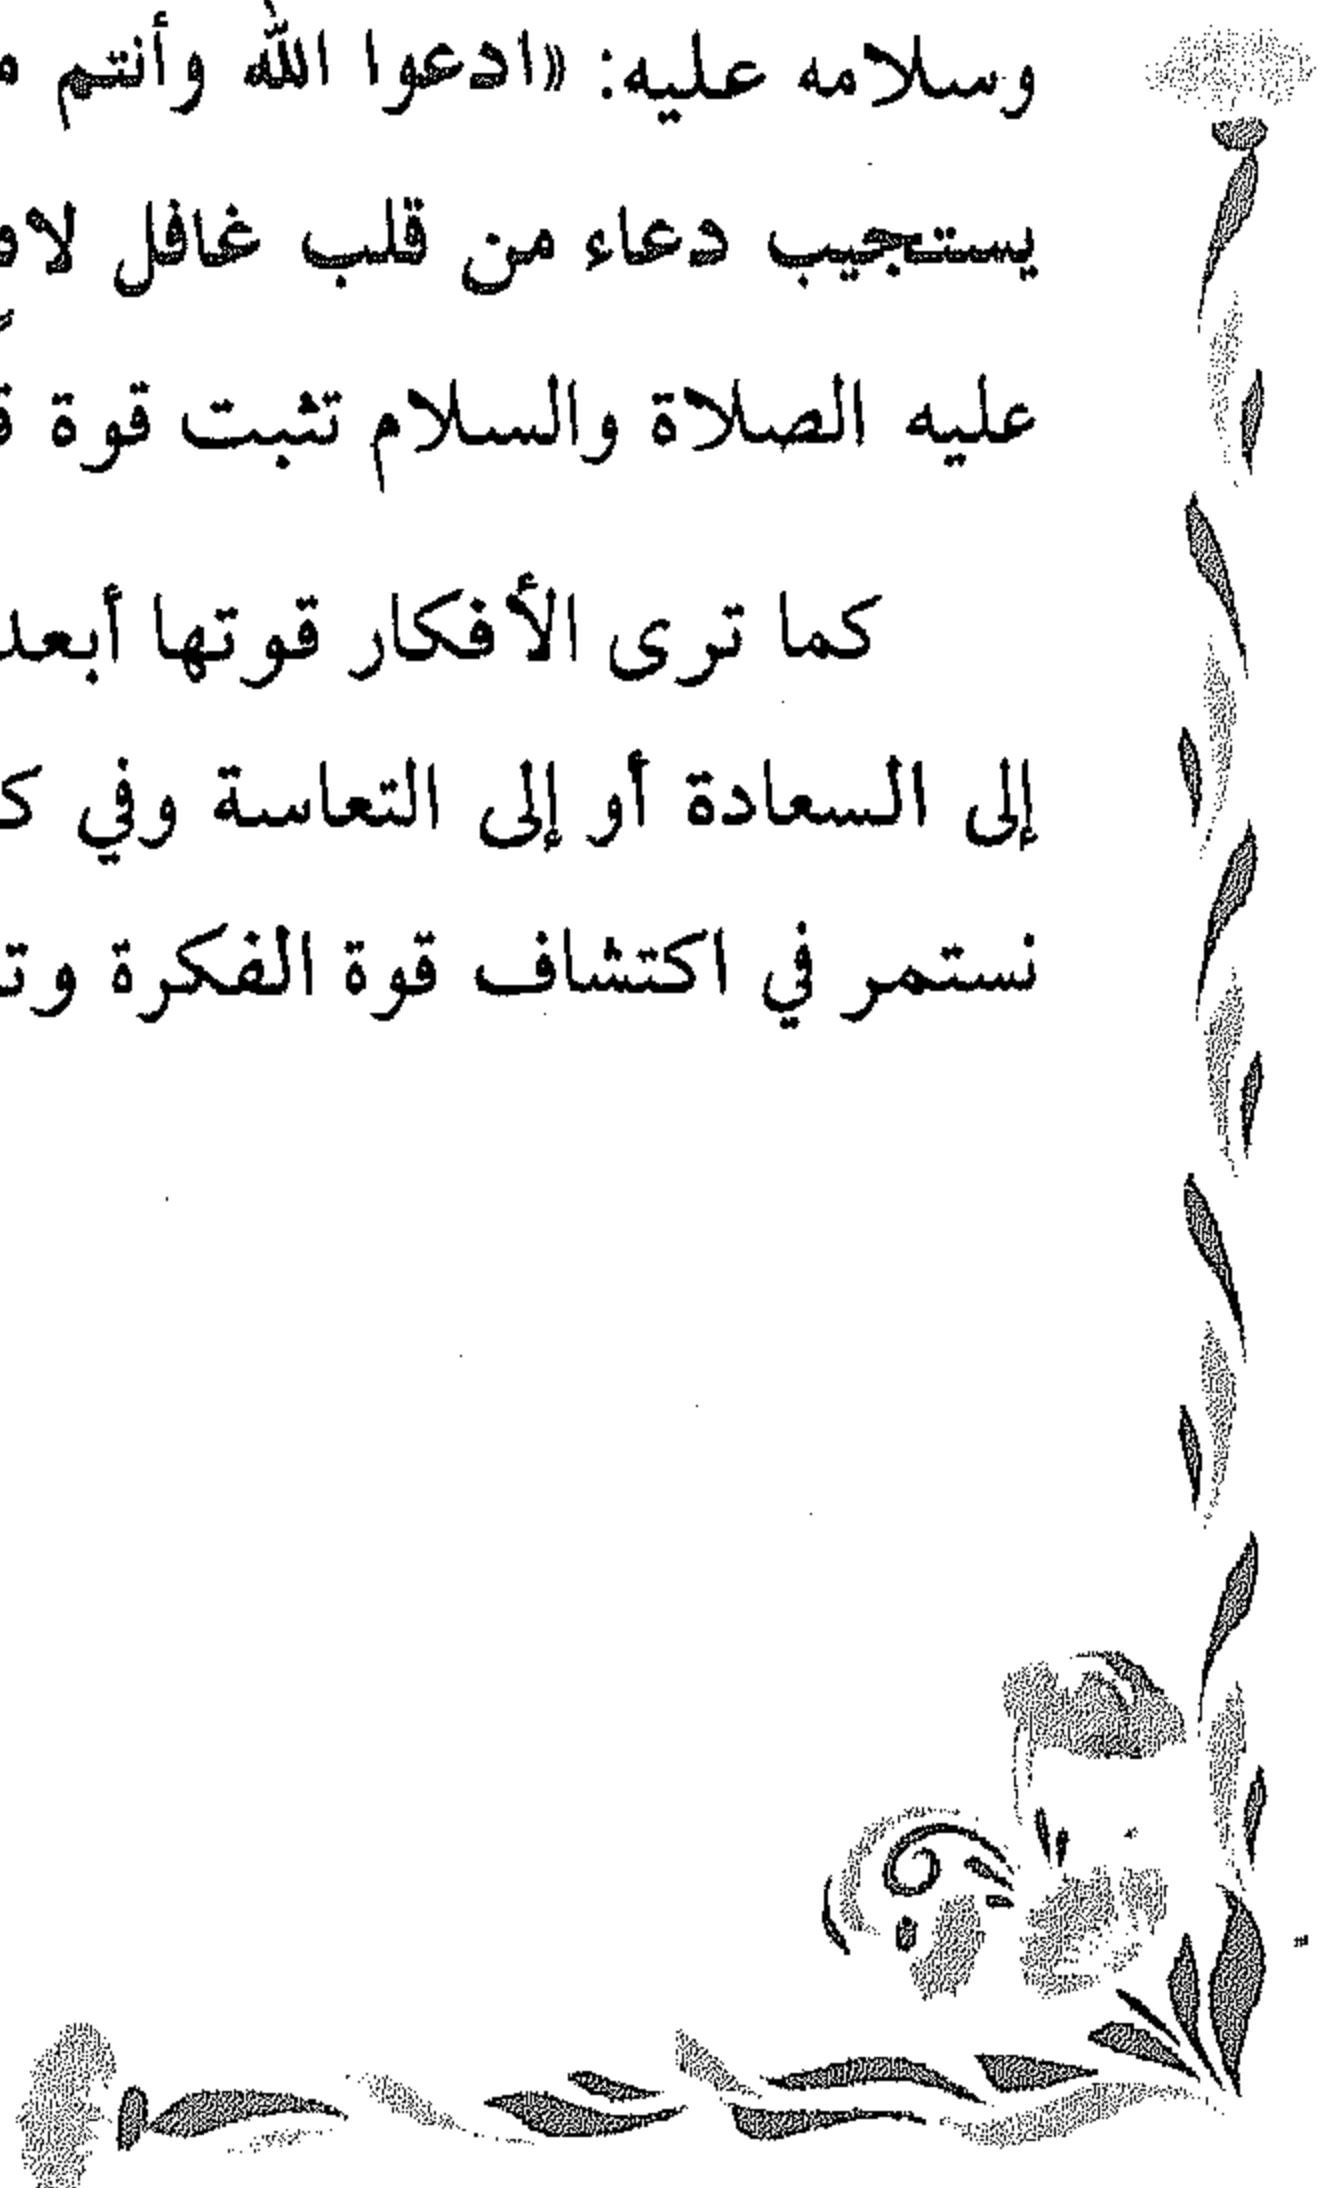 وسلامه عليه: «ادعوا الله وأنتم
يستجيب دعاء من قلب غافل
عليه الصلاة والسلام تثبت قوة
كما ترى الأفكار قوتها أبعد
إلى السعادة أو إلى التعاسة وفي
نستمر في اكتشاف قوة الفكرة